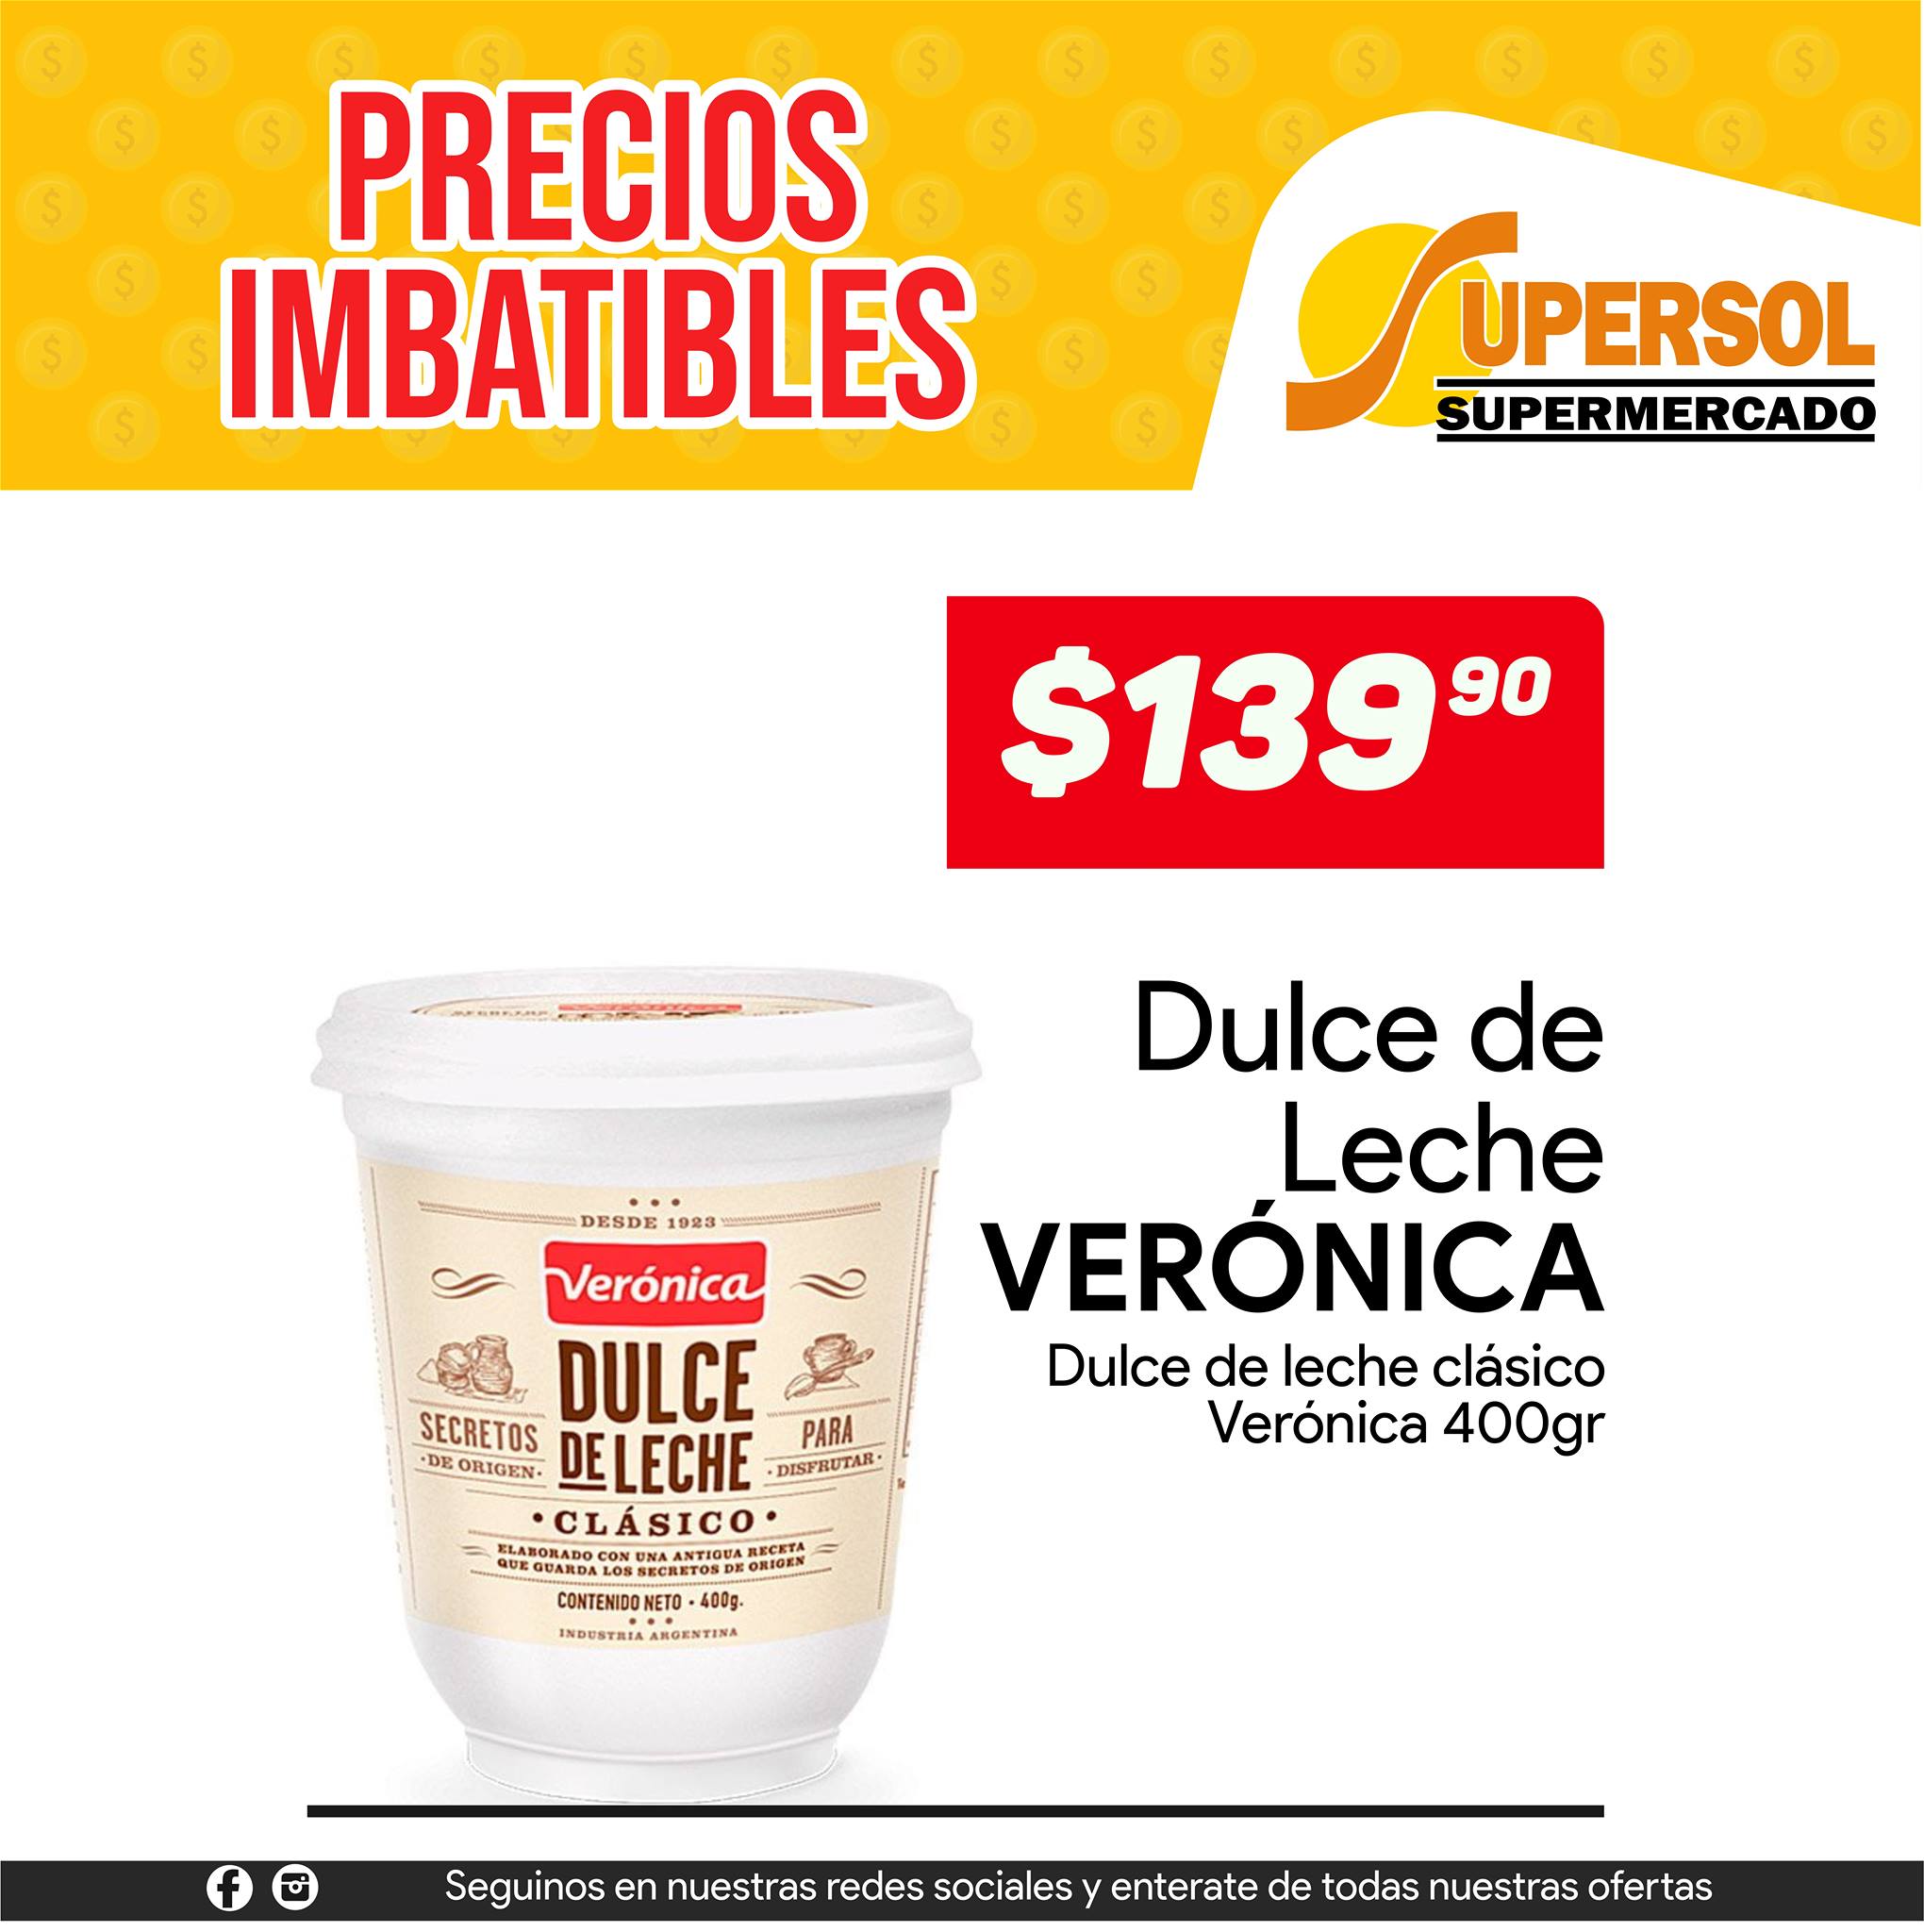 PRECIOS
IMBATIBLES
SUPERSOL
SUPERMERCADO
$139 90
Dulce de
Leche
VERÓNICA
Dulce de leche clásico
Verónica 400gr
DESDE 1923
Verónica
DULCE
DE LECHE
SECRETOS
DE ORIGEN
PARA
DISFRUTAR
• CLÁSICO •
ELABORADO CON UNA ANTIGUA RECETA
QUE GUARDA LOS SECRETOS DE ORIGEN
CONTENIDO NETO · 400g.
INDUSTRIA ARGENTINA
Seguinos en nuestras redes sociales y enterate de todas nuestras ofertas